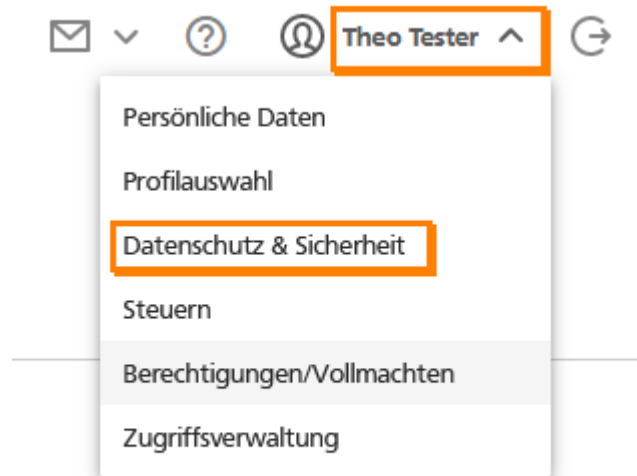 Theo Tester
Persönliche Daten
Profilauswahl
Datenschutz & Sicherheit
Steuern
Berechtigungen/Vollmachten
Zugriffsverwaltung